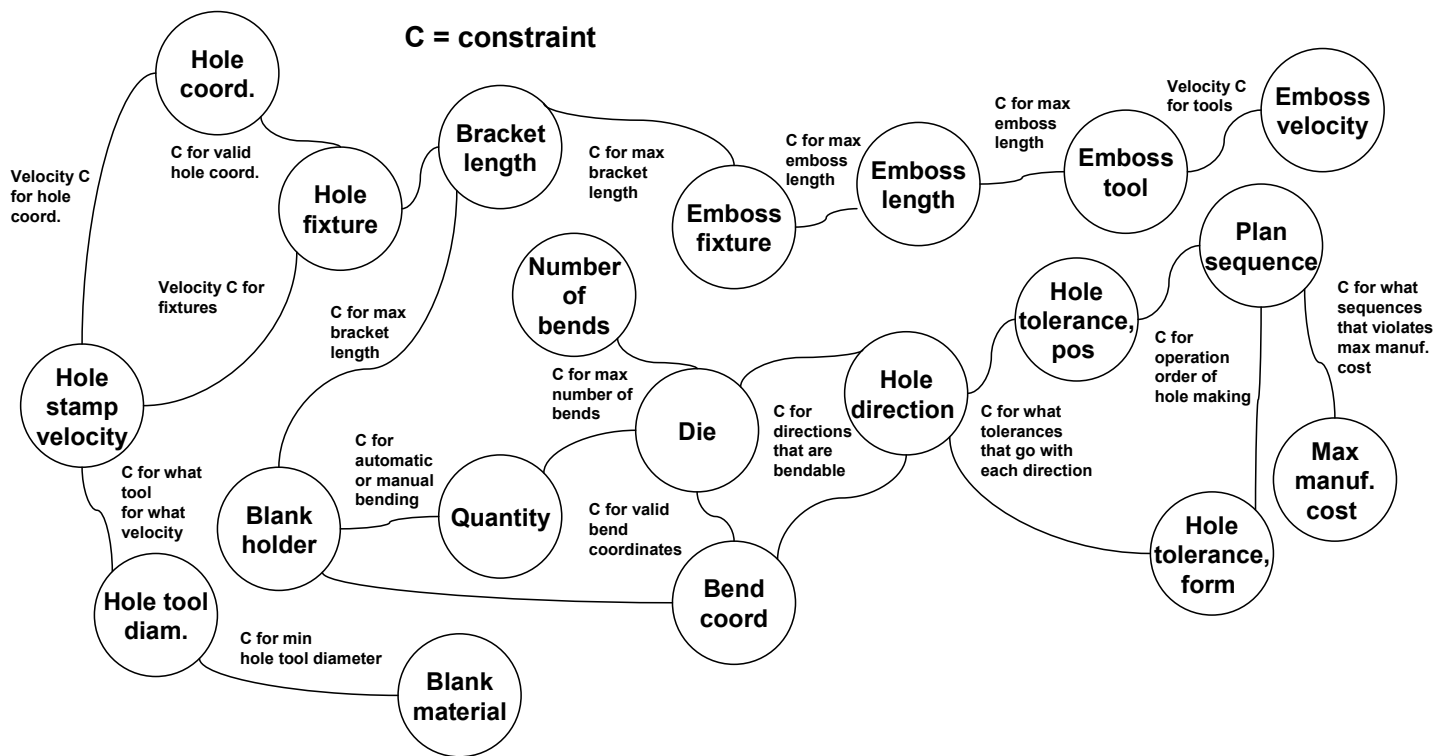 C = constraint
Hole
coord.
Bracket
length
Emboss
velocity
Velocity C
for tools
C for max
emboss
length
C for max
bracket
length
C for max
emboss
length
C for valid
hole coord.
Velocity C
for hole
coord.
Hole
fixture
Emboss
fixture
Emboss
length
Emboss
tool
Plan
sequence
Number
of
bends
Velocity C for
fixtures
C for max
bracket
length
Hole
tolerance,
pos
C for what
sequences
that violates
max manuf.
cost
C for
operation
order of
hole making
Hole
stamp
velocity
C for max
number of
bends
Die
Hole
direction
C for
directions
that are
bendable
C for what
tolerances
that go with
each direction
Max
manuf.
cost
C for
automatic
or manual
bending
C for what
tool
for what
velocity
Blank
holder
Quantity
C for valid
bend
coordinates
Hole
tolerance,
form
Bend
coord
Hole tool
diam.
C for min
hole tool diameter
Blank
material